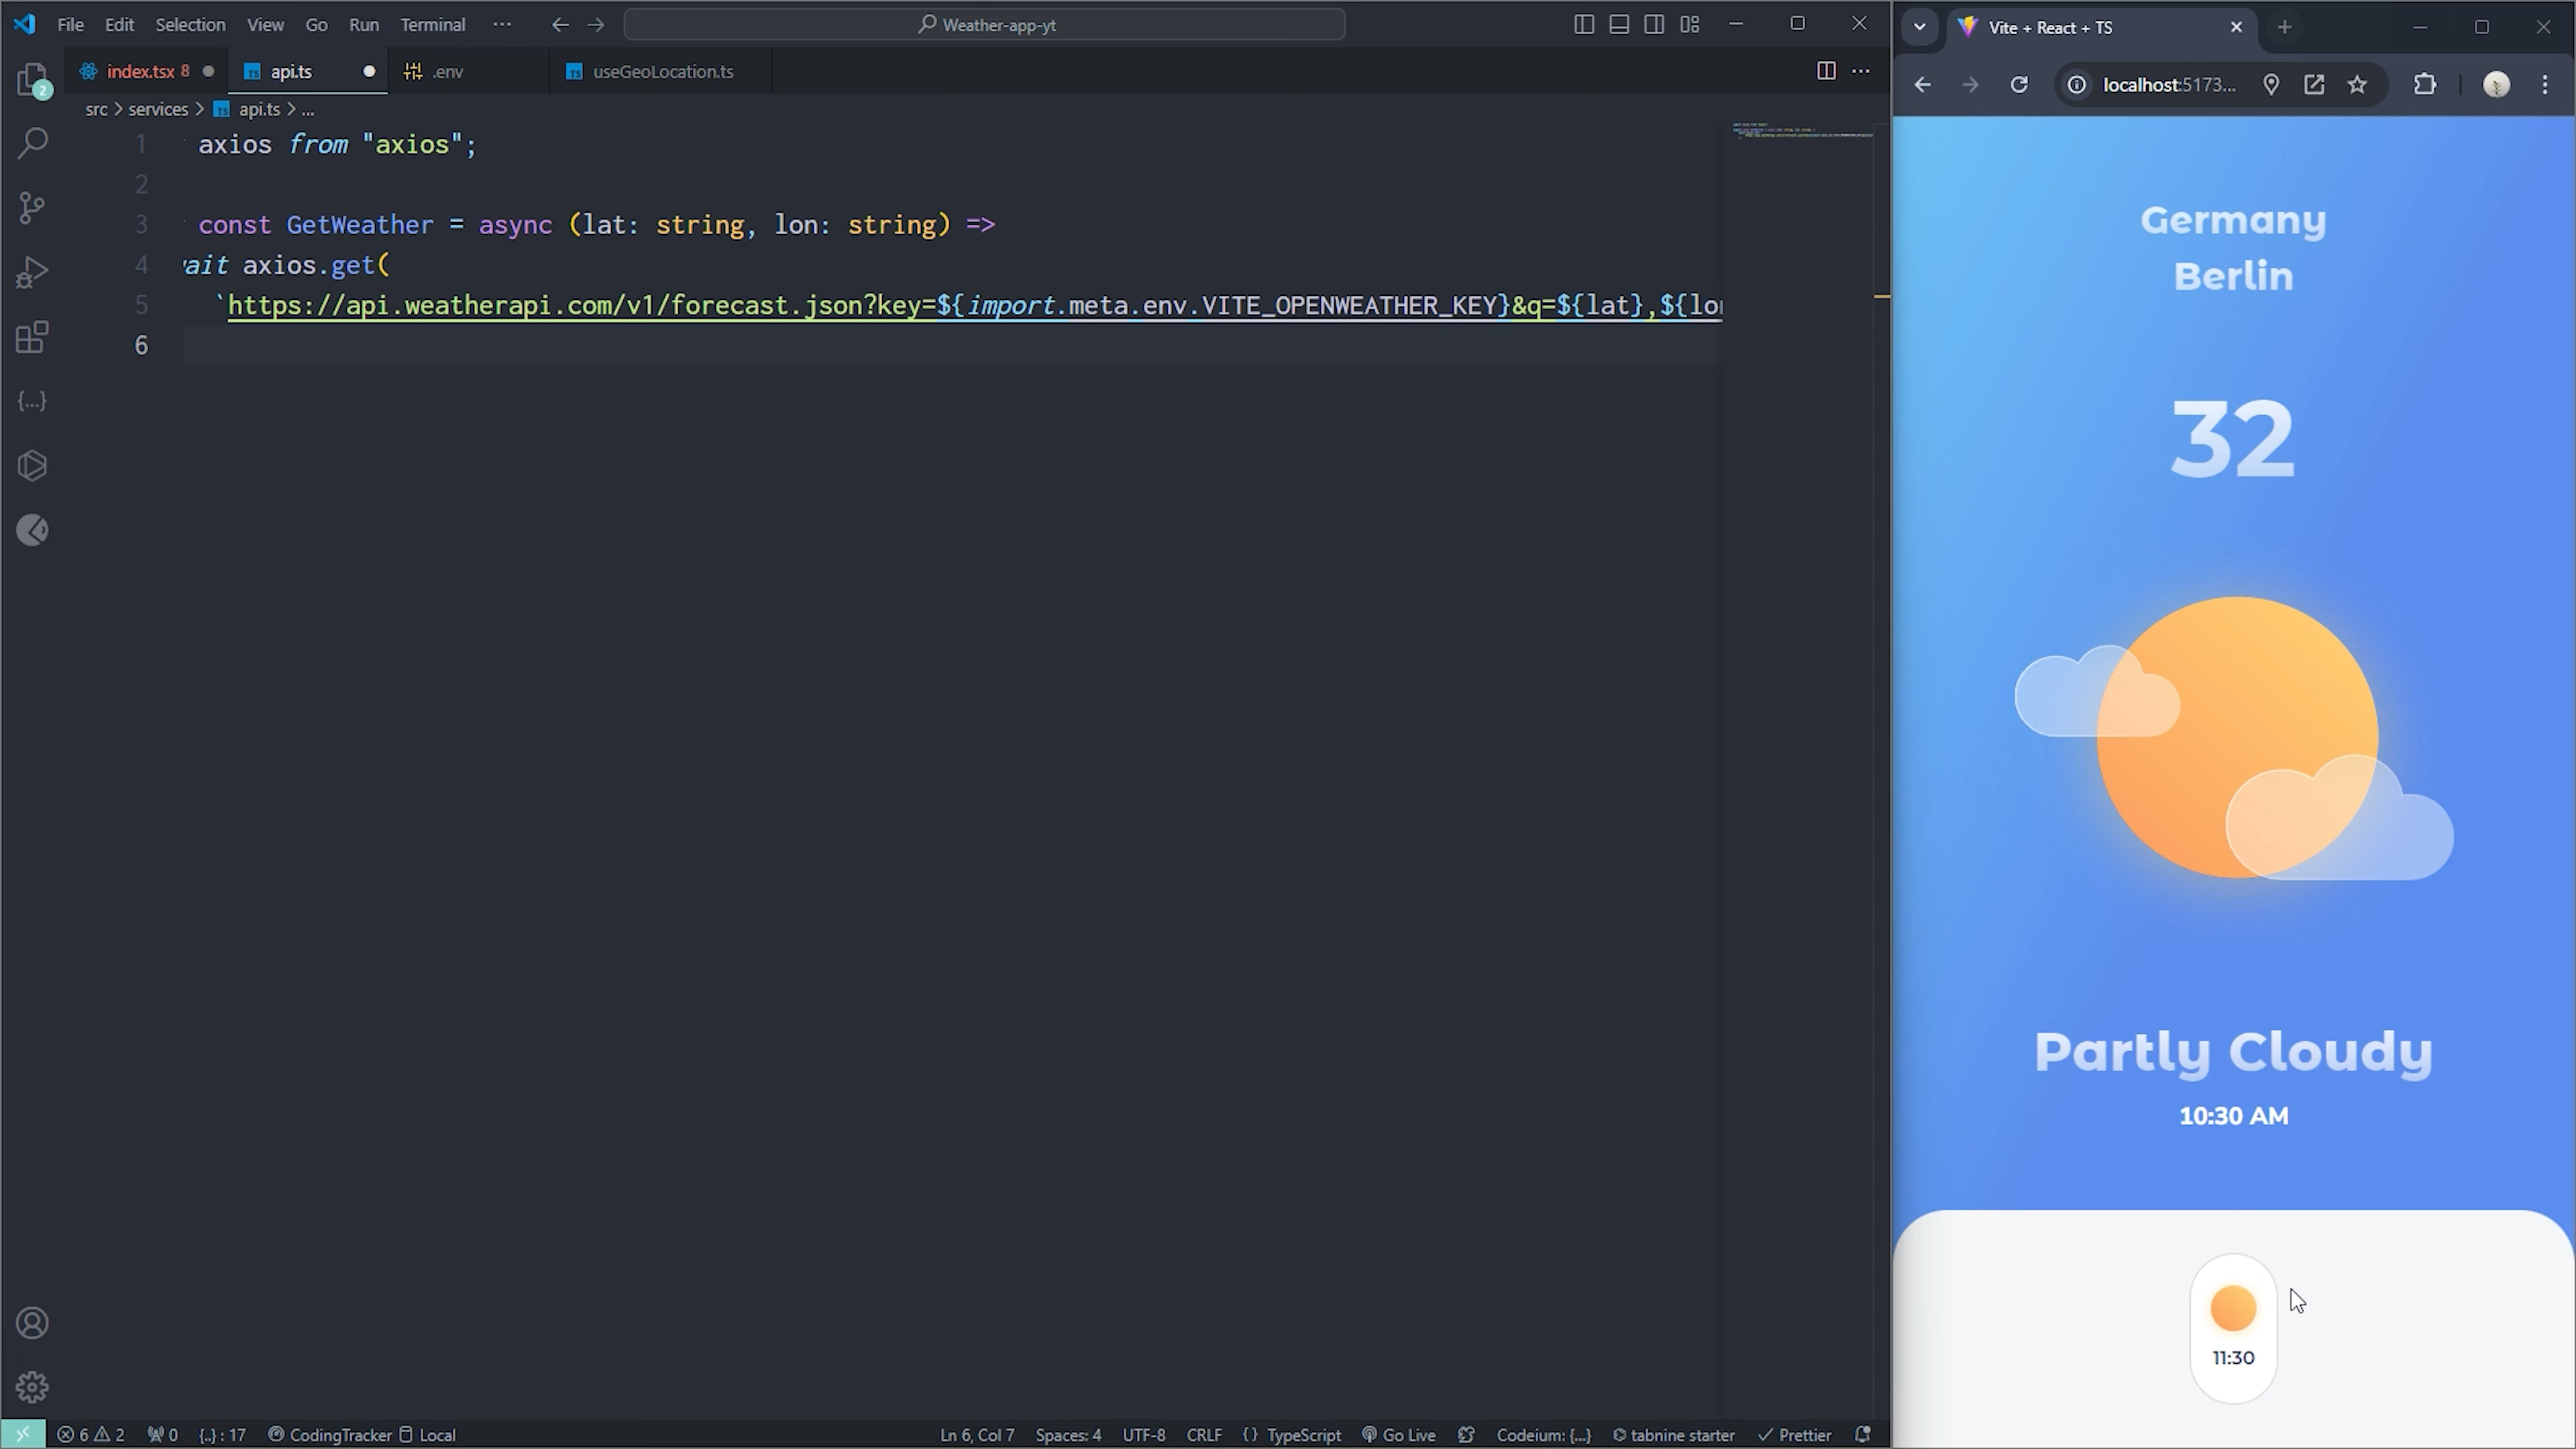 File Edit Selection View Go Run Terminal ··· Weather-app-yt
index.tsx 8 api.ts .env useGeoLocation.ts
src > services > TS api.ts > ...
1 axios from "axios";
2
3 const GetWeather = async (lat: string, lon: string) =>
4 ait axios.get(
5 `https://api.weatherapi.com/v1/forecast.json?key=${import.meta.env.VITE_OPENWEATHER_KEY}&q=${lat},${lo
6
2
{...}
6 2 0 {..} : 17 CodingTracker Local Ln 6, Col 7 Spaces: 4 UTF-8 CRLF {} TypeScript Go Live Codeium: {...} tabnine starter Prettier
Vite + React + TS
localhost:5173...
Germany
Berlin
32
Partly Cloudy
10:30 AM
11:30